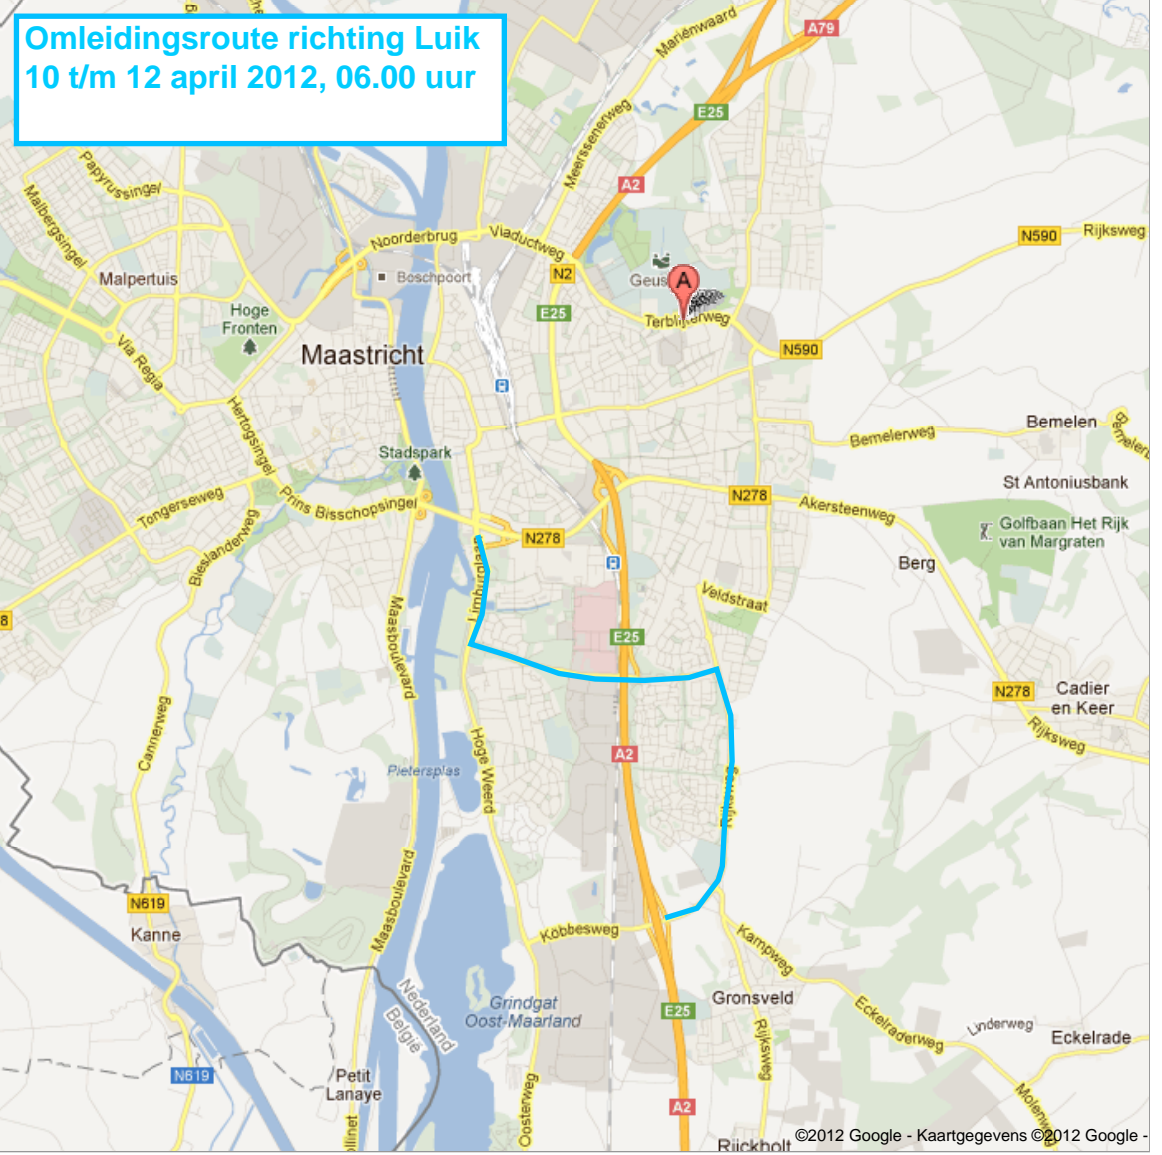 Omleidingsroute richting Luik
10 t/m 12 april 2012, 06.00 uur
A79
Mariënwaard
E25
Meerssenerweg
A2
Papyrussingel
Malbergsingel
Noorderbrug
Viaductweg
N590
Rijksweg
Malpertuis
Boschpoort
N2
A
Hoge
Fronten
E25
Terblijterweg
N590
Maastricht
Via Regia
Hertogsingel
Bemelen
Bemelerweg
Stadspark
St Antoniusbank
Tongerseweg
Prins Bisschopsingel
N278
Akersteenweg
Golfbaan Het Rijk
van Margraten
N278
Bieslanderweg
Berg
Veldstraat
Maasboulevard
E25
N278
Cadier
en Keer
Rijksweg
Cannerweg
Hoge Weerd
A2
Pietersplas
Rijksweg
Maasboulevard
N619
Kanne
Köbbesweg
Kampweg
Grindgat
Oost-Maarland
Gronsveld
E25
Nederland
België
Eckelraderweg
Linderweg
Eckelrade
Rijksweg
N619
Petit
Lanaye
Oosterweg
A2
Molenweg
Rijckholt
©2012 Google - Kaartgegevens ©2012 Google -